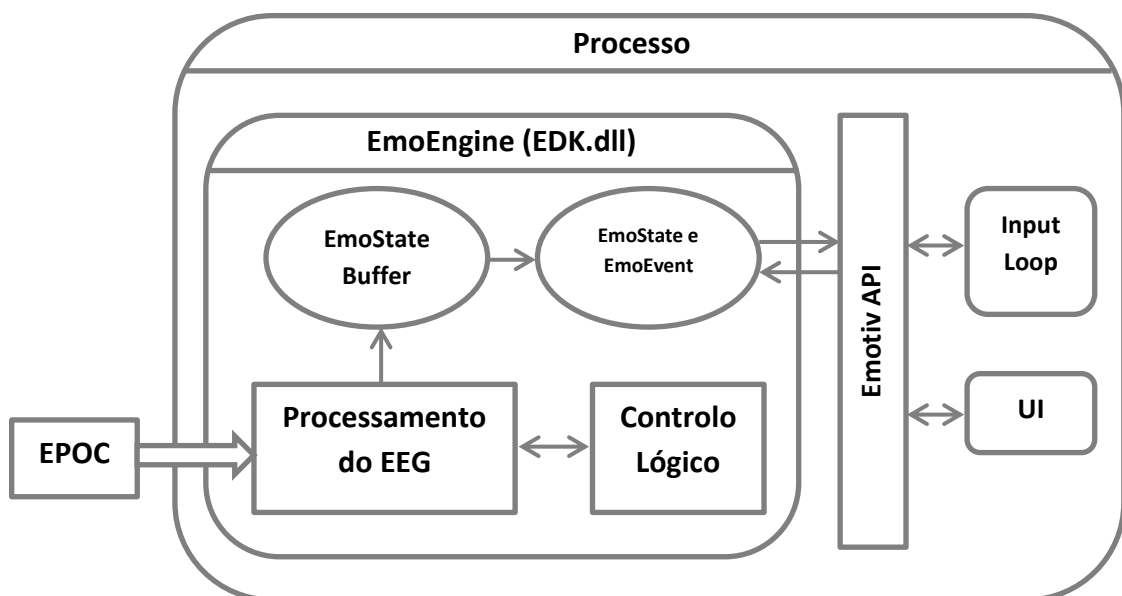 Processo
EmoEngine (EDK.dll)
EmoState
Buffer
EmoState e
EmoEvent
Emotiv API
Input
Loop
EPOC
Processamento
do EEG
Controlo
Lógico
UI